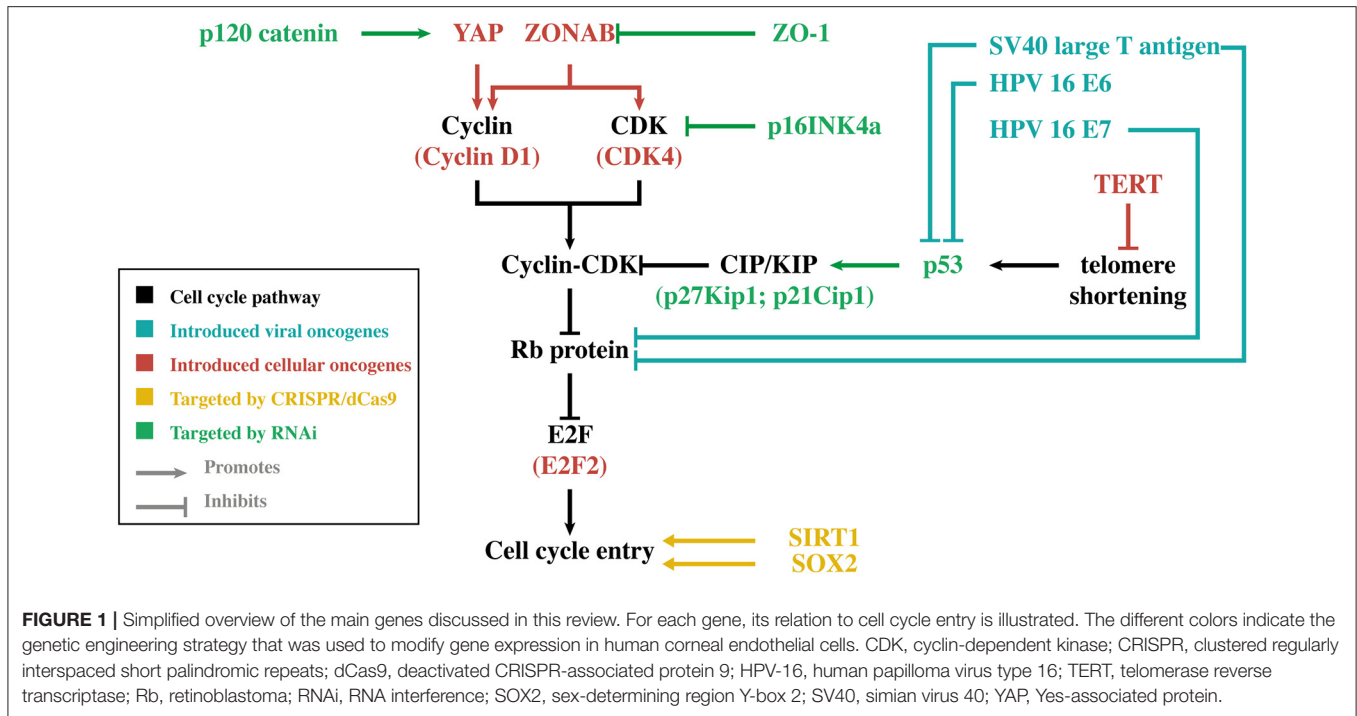 p120 catenin
YAP ZONAB
ZO-1
SV40 large T antigen
HPV 16 E6
HPV 16 E7
Cyclin
(Cyclin D1)
CDK
(CDK4)
p16INK4a
TERT
Cyclin-CDK
CIP/KIP
(p27Kip1; p21Cip1)
p53
telomere
shortening
Rb protein
E2F
(E2F2)
Cell cycle entry
SIRT1
SOX2
Cell cycle pathway
Introduced viral oncogenes
Introduced cellular oncogenes
Targeted by CRISPR/dCas9
Targeted by RNAi
Promotes
Inhibits
FIGURE 1 | Simplified overview of the main genes discussed in this review. For each gene, its relation to cell cycle entry is illustrated. The different colors indicate the
genetic engineering strategy that was used to modify gene expression in human corneal endothelial cells. CDK, cyclin-dependent kinase; CRISPR, clustered regularly
interspaced short palindromic repeats; dCas9, deactivated CRISPR-associated protein 9; HPV-16, human papilloma virus type 16; TERT, telomerase reverse
transcriptase; Rb, retinoblastoma; RNAi, RNA interference; SOX2, sex-determining region Y-box 2; SV40, simian virus 40; YAP, Yes-associated protein.